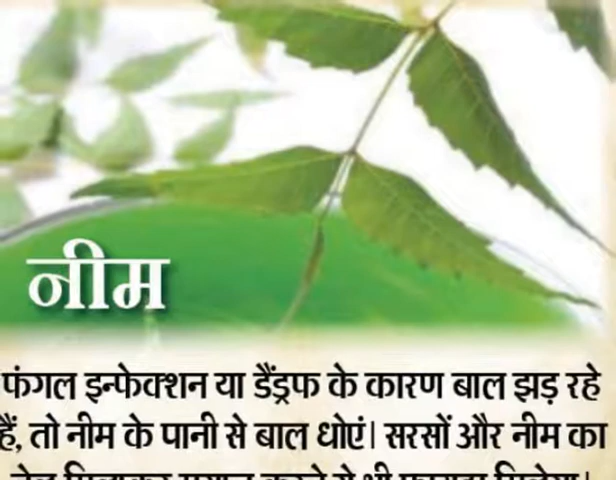 नीम
फंगल इन्फेक्शन या डैंड्रफ के कारण बाल झड़ रहे
हैं, तो नीम के पानी से बाल धोएं। सरसों और नीम का